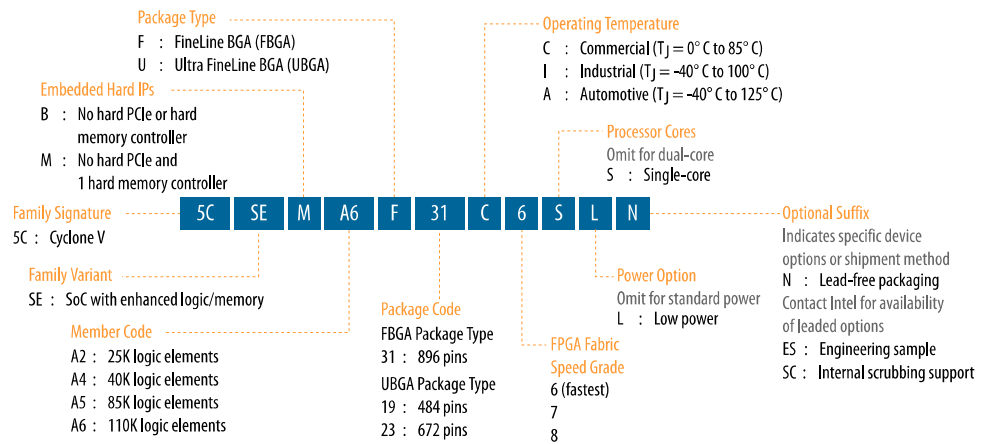 Package Type
F : FineLine BGA (FBGA)
U : Ultra FineLine BGA (UBGA)
Embedded Hard IPs
B : No hard PCIe or hard
memory controller
M : No hard PCIe and
1 hard memory controller
Operating Temperature
C : Commercial (TJ = 0° C to 85° C)
I : Industrial (TJ = -40° C to 100° C)
A : Automotive (TJ = -40° C to 125° C)
Processor Cores
Omit for dual-core
S : Single-core
5C SE M A6 F 31 C 6 S L N
Family Signature
5C : Cyclone V
Family Variant
SE : SoC with enhanced logic/memory
Member Code
A2 : 25K logic elements
A4 : 40K logic elements
A5 : 85K logic elements
A6 : 110K logic elements
Package Code
FBGA Package Type
31 : 896 pins
UBGA Package Type
19 : 484 pins
23 : 672 pins
FPGA Fabric
Speed Grade
6 (fastest)
7
8
Power Option
Omit for standard power
L : Low power
Optional Suffix
Indicates specific device
options or shipment method
N : Lead-free packaging
Contact Intel for availability
of leaded options
ES : Engineering sample
SC : Internal scrubbing support